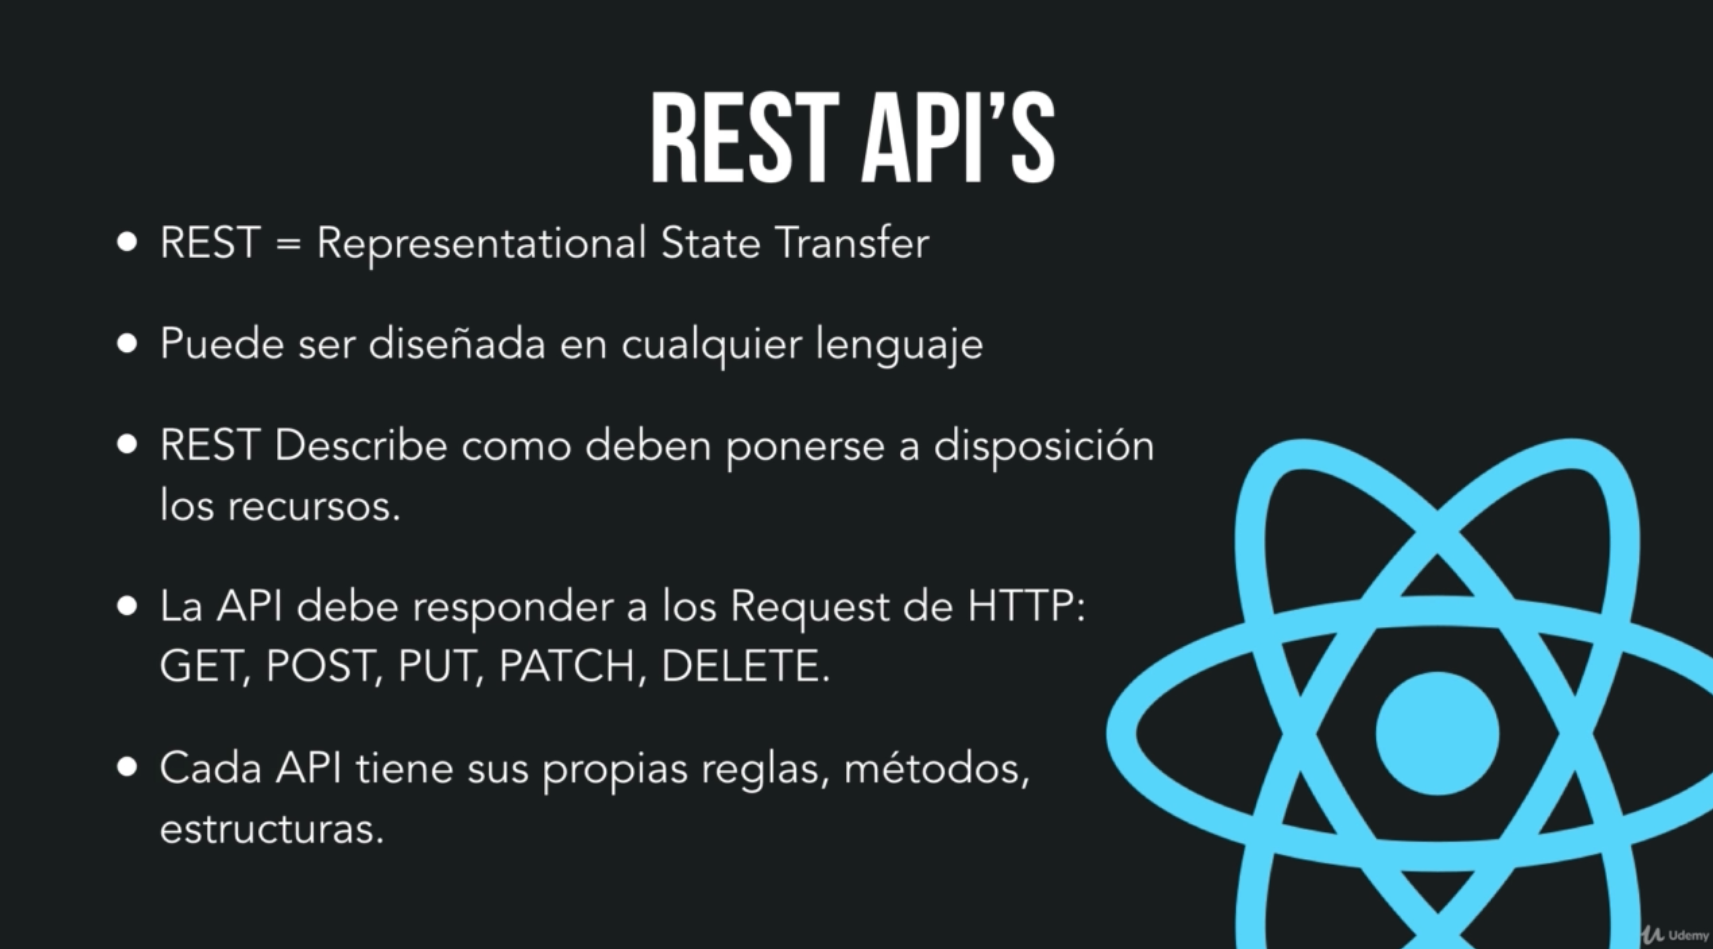 REST API’S
• REST = Representational State Transfer
• Puede ser diseñada en cualquier lenguaje
• REST Describe como deben ponerse a disposición
los recursos.
• La API debe responder a los Request de HTTP:
GET, POST, PUT, PATCH, DELETE.
• Cada API tiene sus propias reglas, métodos,
estructuras.
Udemy